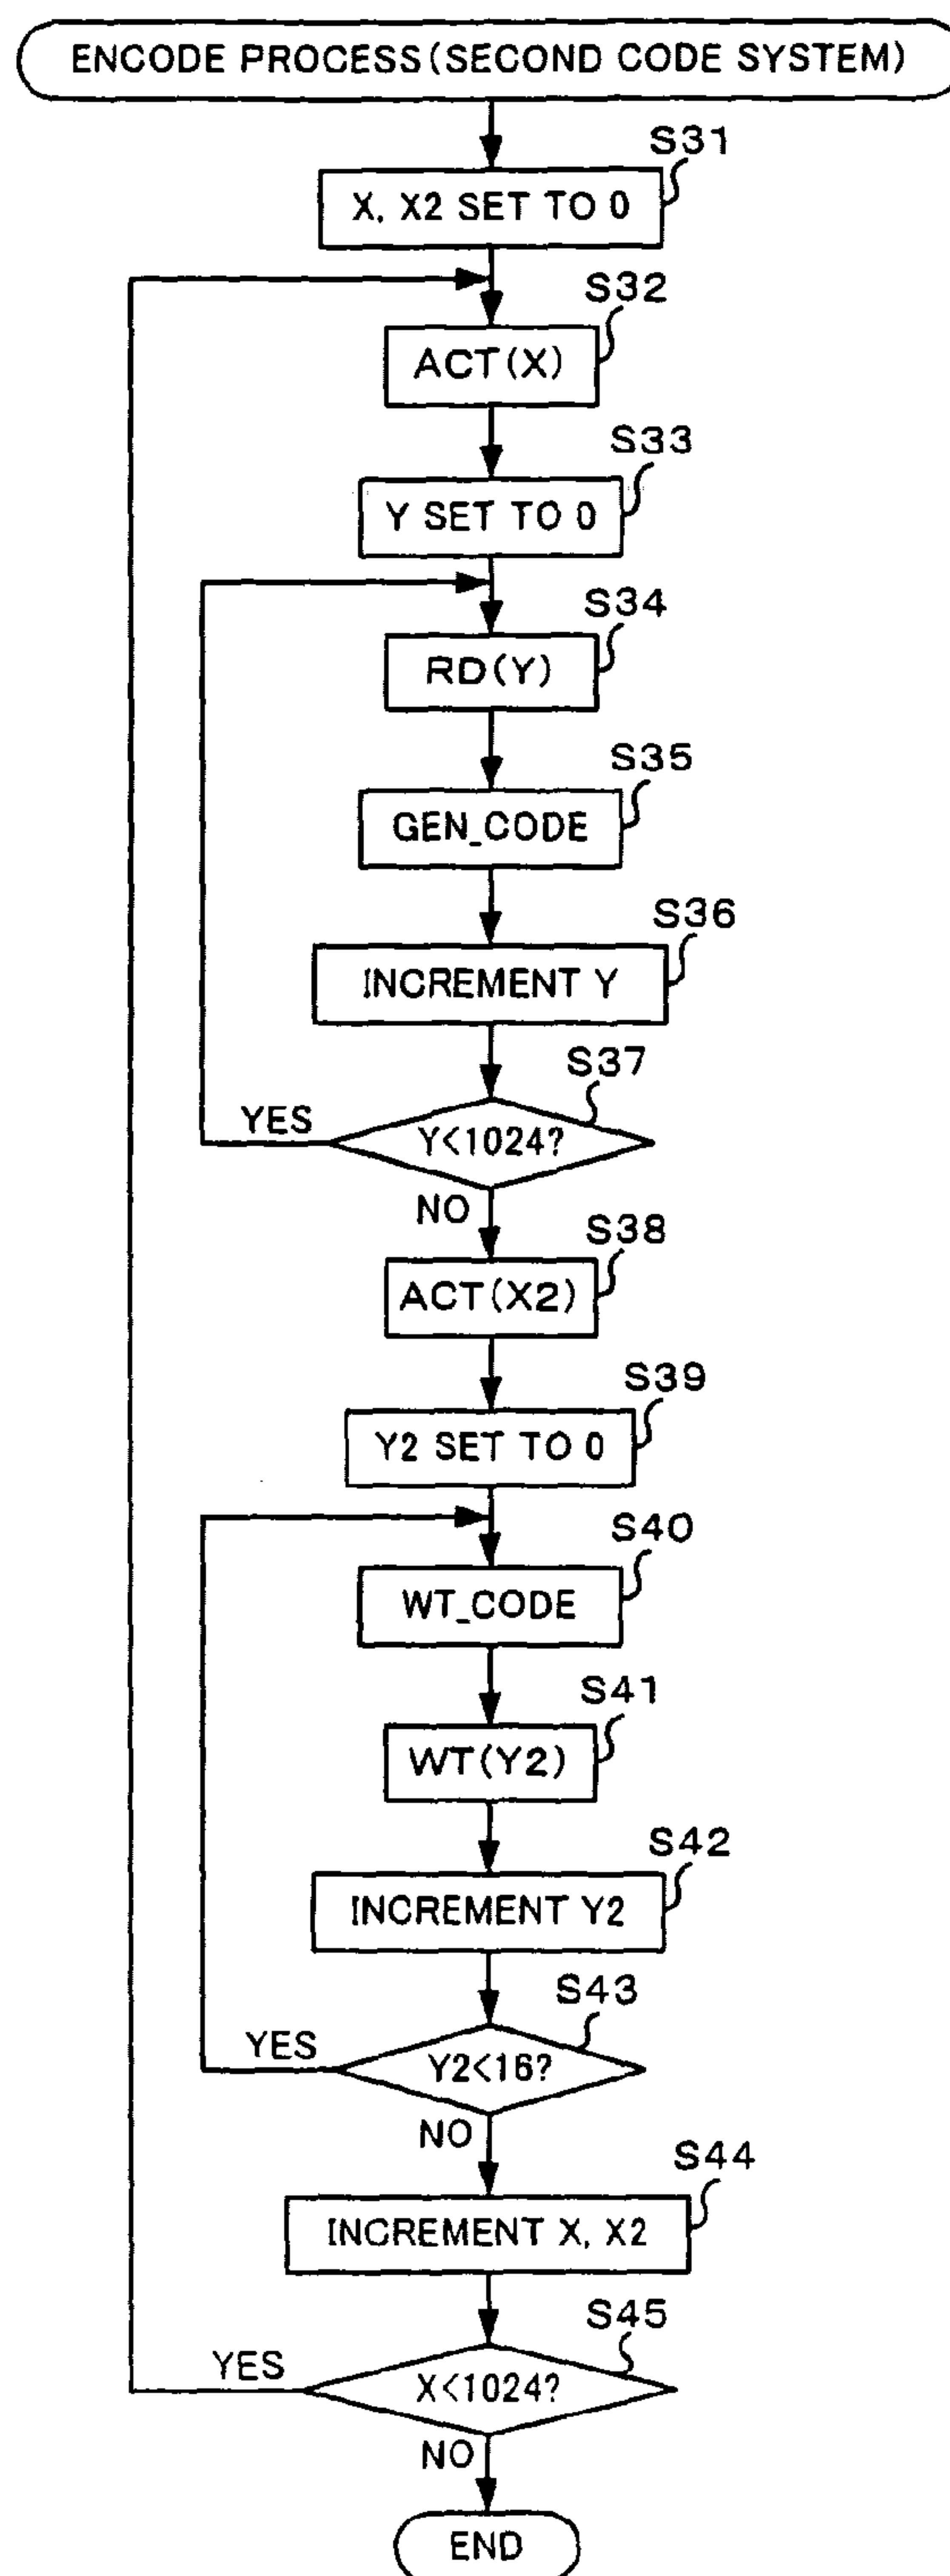 ENCODE PROCESS(SECOND CODE SYSTEM)
S31
X, X2 SET TO 0
S32
ACT(X)
S33
Y SET TO 0
S34
RD(Y)
S35
GEN_CODE
S36
INCREMENT Y
S37
YES
Y<1024?
NO
S38
ACT(X2)
S39
Y2 SET TO 0
S40
WT_CODE
S41
WT(Y2)
S42
INCREMENT Y2
S43
YES
Y2<16?
NO
S44
INCREMENT X, X2
S45
YES
X<1024?
NO
END